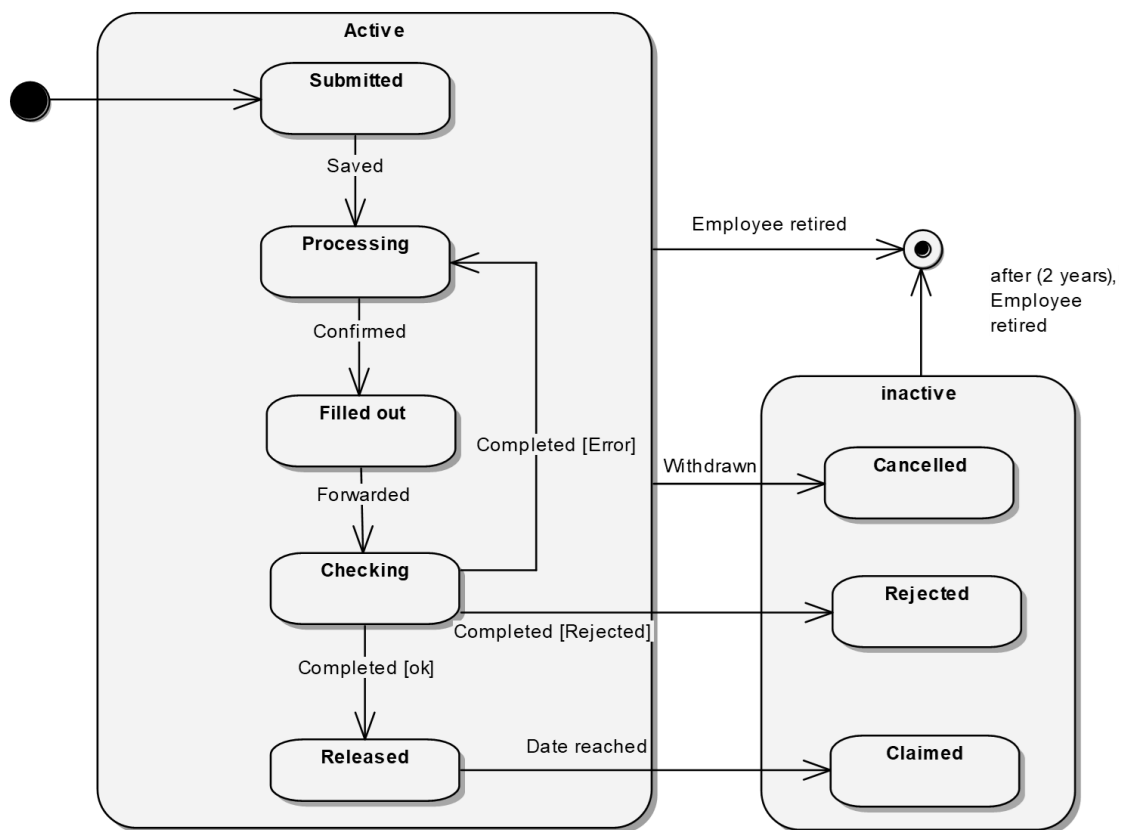 Active
Submitted
Saved
Processing
Employee retired
after (2 years),
Employee
retired
Confirmed
inactive
Filled out
Completed [Error]
Withdrawn
Cancelled
Forwarded
Checking
Rejected
Completed [Rejected]
Completed [ok]
Date reached
Released
Claimed